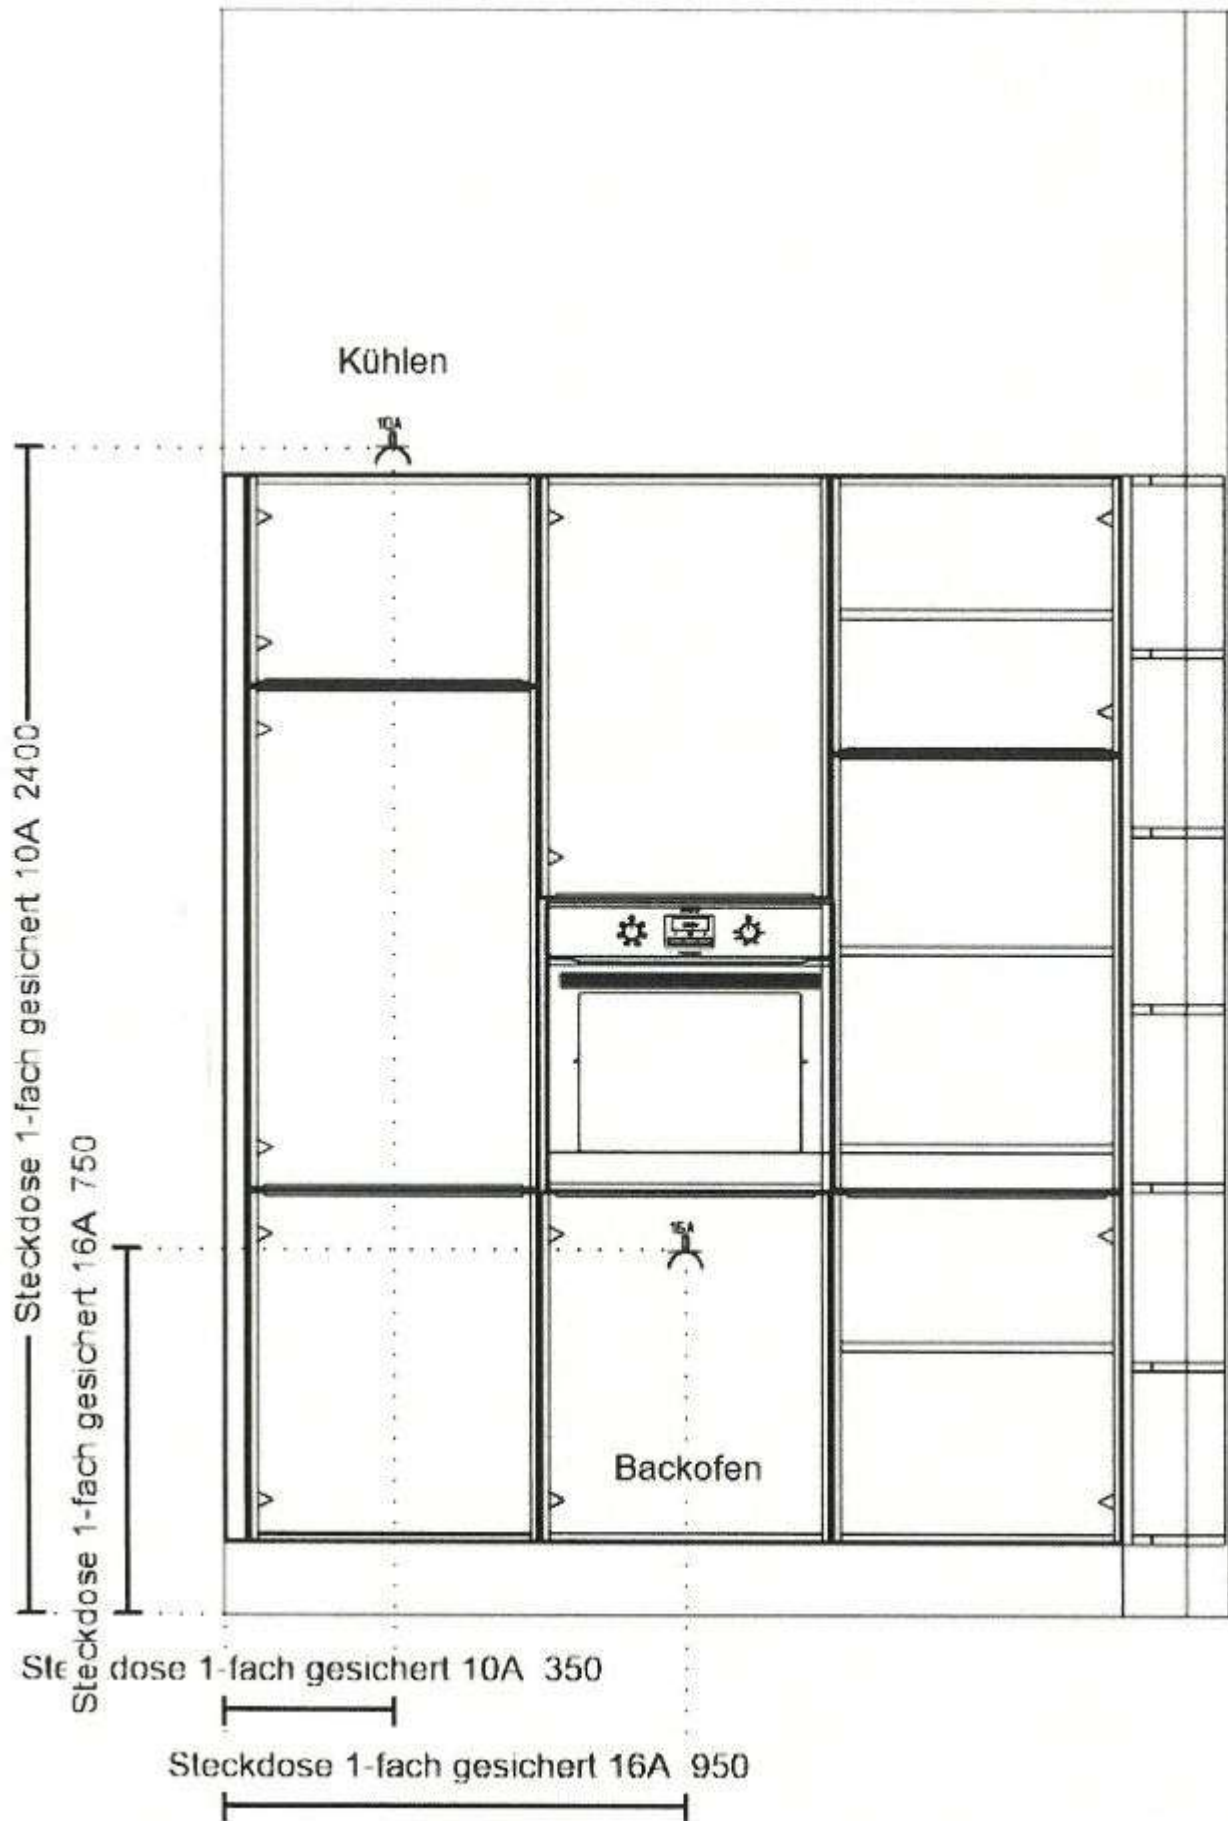 Kühlen
10A
Steckdose 1-fach gesichert 10A 2400
Steckdose 1-fach gesichert 16A 750
16A
Backofen
Steckdose 1-fach gesichert 10A 350
Steckdose 1-fach gesichert 16A 950